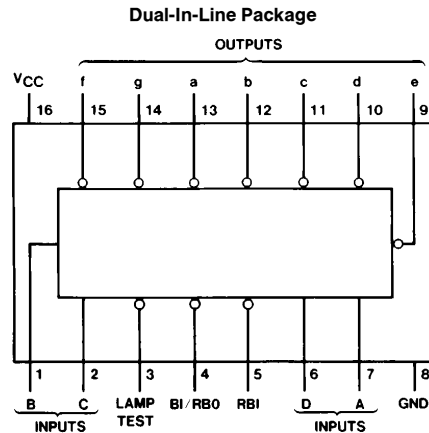 Dual-In-Line Package
OUTPUTS
VCC f g a b c d e
16 15 14 13 12 11 10 9
1 2 3 4 5 6 7 8
B C LAMP TEST BI/RBO RBI D A GND
INPUTS INPUTS